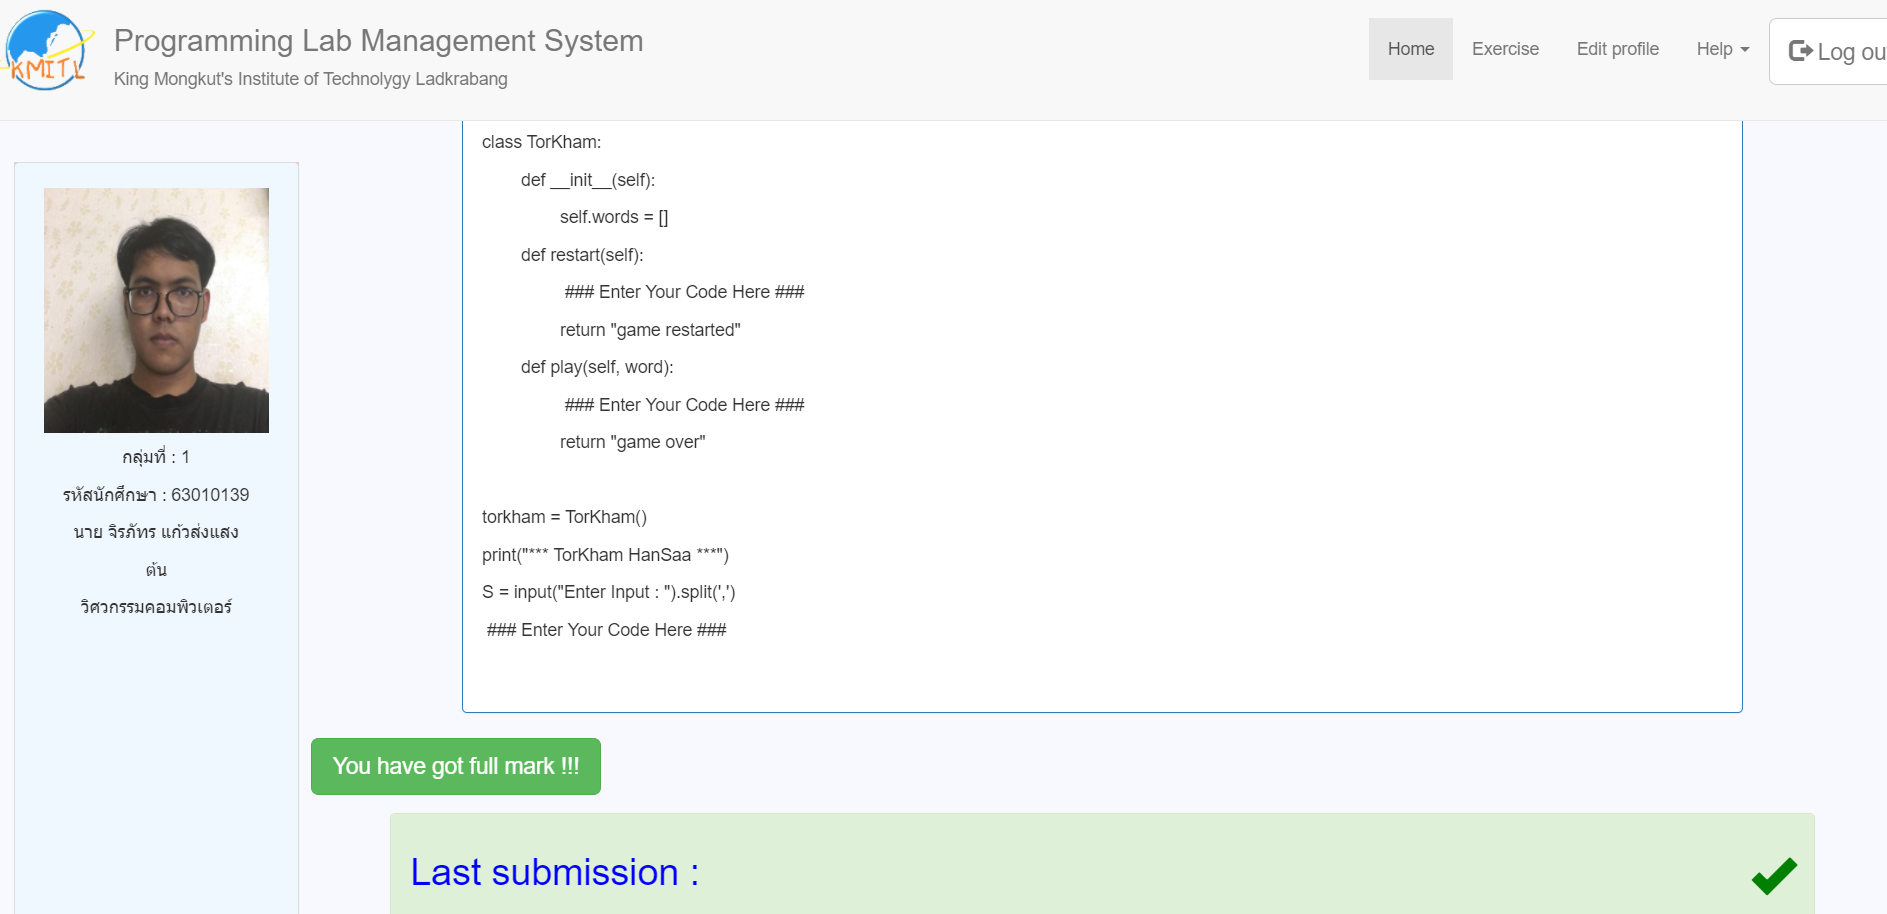 KMITL
Programming Lab Management System
King Mongkut's Institute of Technolygy Ladkrabang
Home
Exercise
Edit profile
Help
Log ou
กลุ่มที่ : 1
รหัสนักศึกษา : 63010139
นาย จิรภัทร แก้วส่งแสง
ต้น
วิศวกรรมคอมพิวเตอร์
class TorKham:
def __init__(self):
self.words = []
def restart(self):
### Enter Your Code Here ###
return "game restarted"
def play(self, word):
### Enter Your Code Here ###
return "game over"
torkham = TorKham()
print("*** TorKham HanSaa ***")
S = input("Enter Input : ").split(',')
### Enter Your Code Here ###
You have got full mark !!!
Last submission :